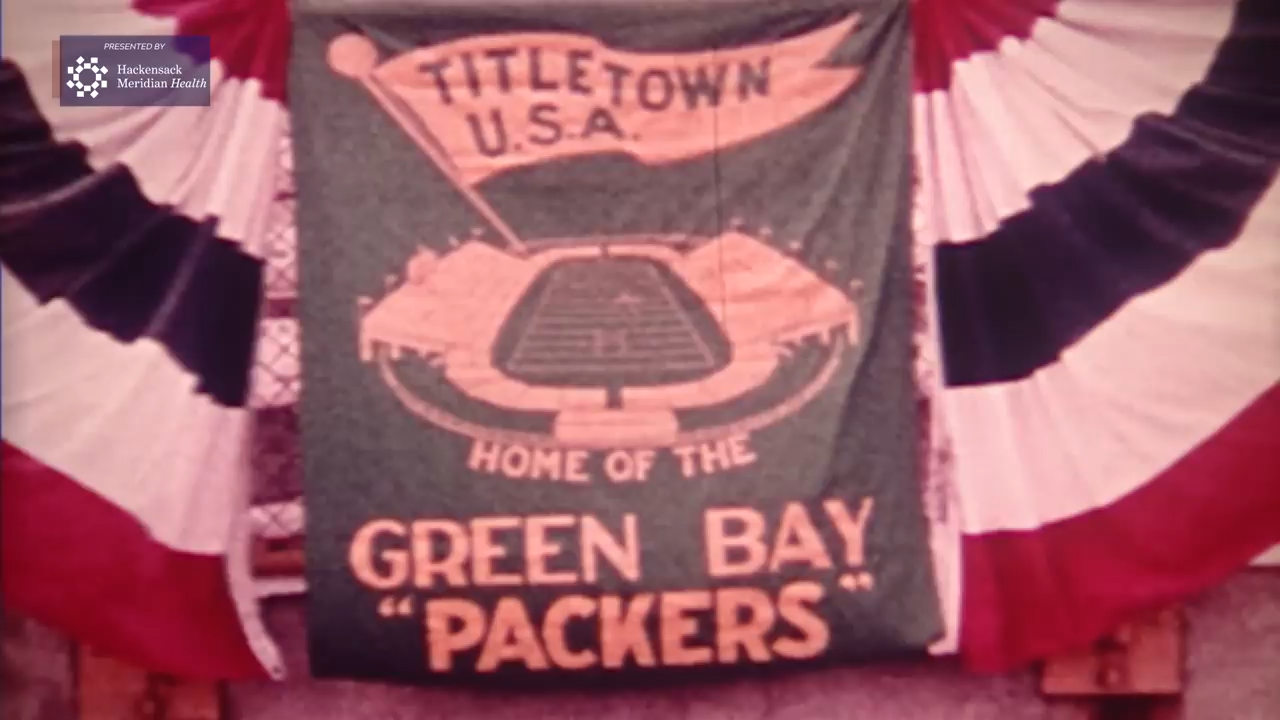 PRESENTED BY
Hackensack
Meridian Health
TITLETOWN
U.S.A.
HOME OF THE
GREEN BAY
“PACKERS”